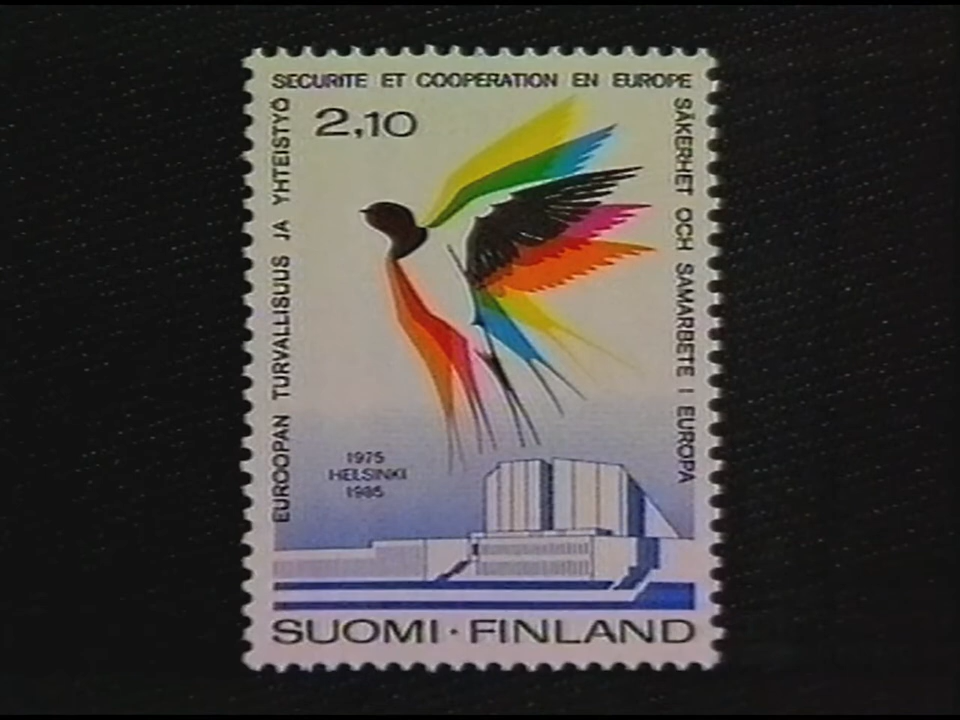 SECURITE ET COOPERATION EN EUROPE
2,10
EUROOPAN TURVALLISUUS JA YHTEISTYÖ
SÄKERHET OCH SAMARBETE I EUROPA
1975
HELSINKI
1985
SUOMI · FINLAND